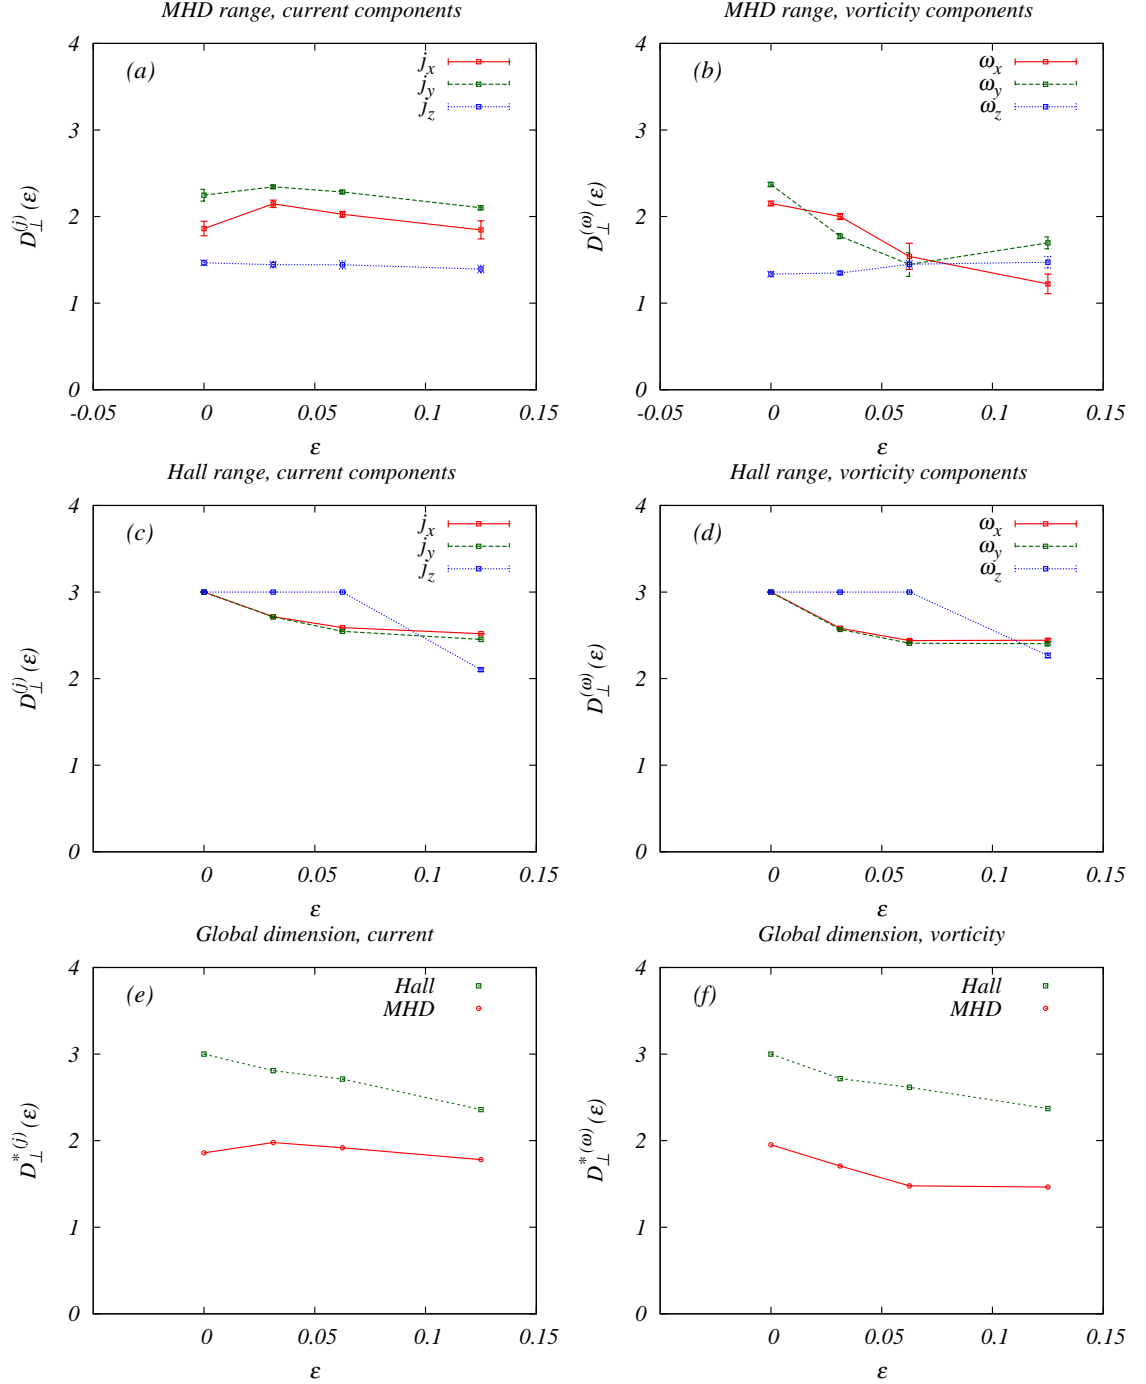 MHD range, current components
(a)
j_x
j_y
j_z
4
3
2
1
0
-0.05
0
0.05
0.1
0.15
D_⊥^(j)(ε)
ε
MHD range, vorticity components
(b)
ω_x
ω_y
ω_z
4
3
2
1
0
-0.05
0
0.05
0.1
0.15
D_⊥^(ω)(ε)
ε
Hall range, current components
(c)
j_x
j_y
j_z
4
3
2
1
0
0
0.05
0.1
0.15
D_⊥^(j)(ε)
ε
Hall range, vorticity components
(d)
ω_x
ω_y
ω_z
4
3
2
1
0
0
0.05
0.1
0.15
D_⊥^(ω)(ε)
ε
Global dimension, current
(e)
Hall
MHD
4
3
2
1
0
0
0.05
0.1
0.15
D_⊥^*(j)(ε)
ε
Global dimension, vorticity
(f)
Hall
MHD
4
3
2
1
0
0
0.05
0.1
0.15
D_⊥^*(ω)(ε)
ε